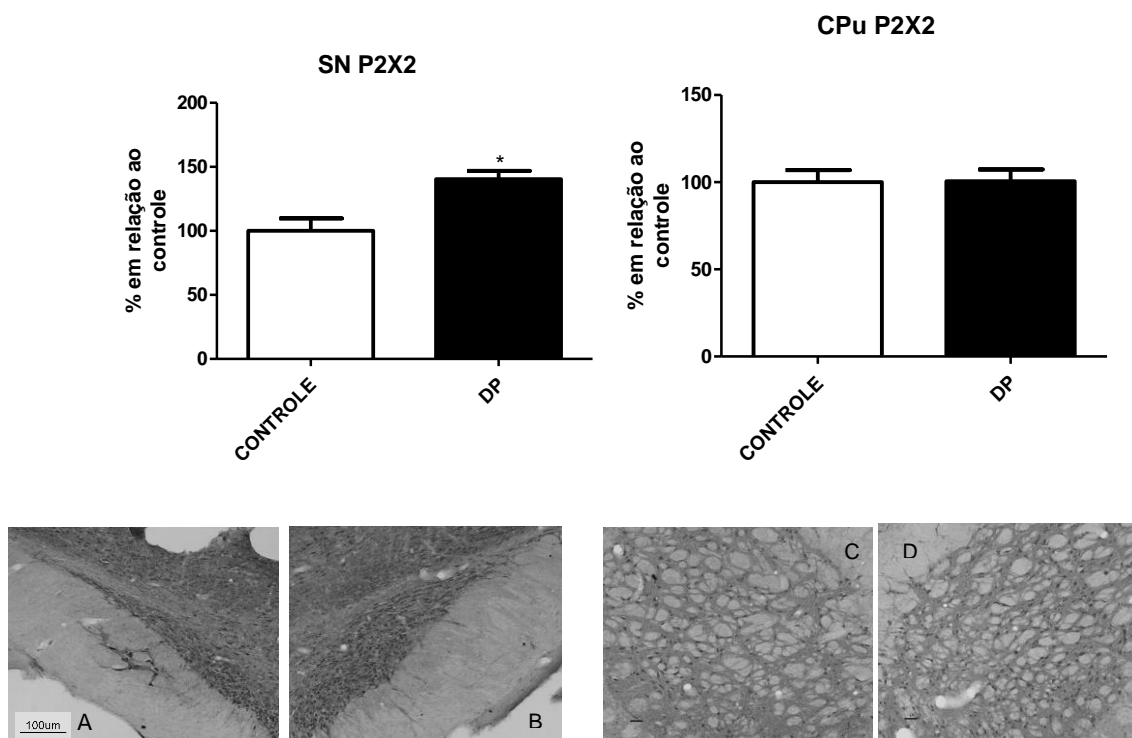 SN P2X2
200
150
100
50
0
% em relação ao
controle
*
CONTROLE
DP
CPu P2X2
150
100
50
0
% em relação ao
controle
CONTROLE
DP
100um
A
B
C
D